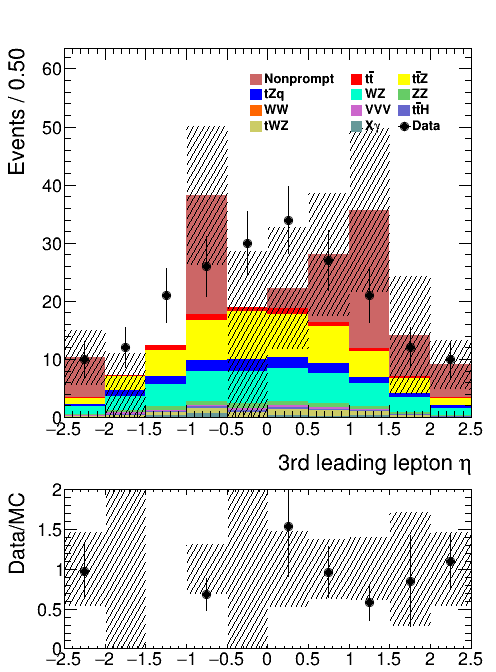 Events / 0.50
60
50
40
30
20
10
0
Nonprompt tt̄ tt̄Z
tZq WZ ZZ
WW VVV tt̄H
tWZ Xγ Data
−2.5 −2 −1.5 −1 −0.5 0 0.5 1 1.5 2 2.5
3rd leading lepton η
Data/MC
2
1.5
1
0.5
0
−2.5 −2 −1.5 −1 −0.5 0 0.5 1 1.5 2 2.5